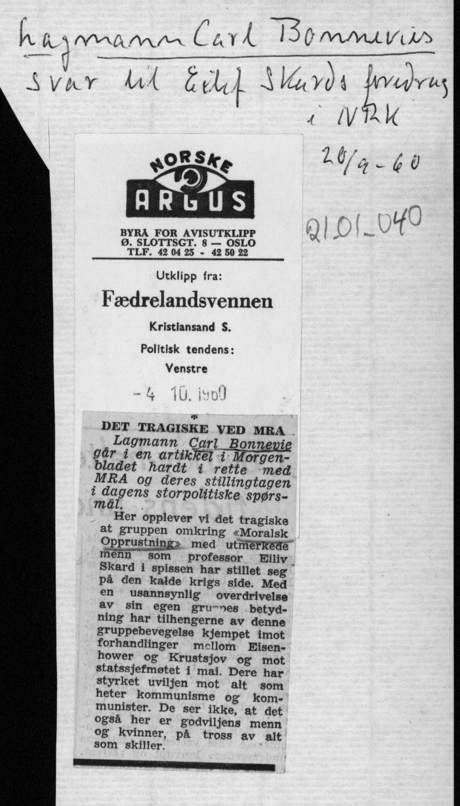 Lagmann Carl Bonnevies
svar til Eilif Skards foredrag
i NRK
20/9-60
21.01-040
NORSKE
ARGUS
BYRÅ FOR AVISUTKLIPP
Ø. SLOTTSGT. 8 — OSLO
TLF. 42 04 25 - 42 50 22
Utklipp fra:
Fædrelandsvennen
Kristiansand S.
Politisk tendens:
Venstre
- 4 10. 1960
*
DET TRAGISKE VED MRA
Lagmann Carl Bonnevie
går i en artikkel i Morgen-
bladet hardt i rette med
MRA og deres stillingtagen
i dagens storpolitiske spørs-
mål.
Her opplever vi det tragiske
at gruppen omkring «Moralsk
Opprustning» med utmerkede
menn som professor Eiliv
Skard i spissen har stillet seg
på den kalde krigs side. Med
en usannsynlig overdrivelse
av sin egen gruppes betyd-
ning har tilhengerne av denne
gruppebevegelse kjempet imot
forhandlinger mellom Eisen-
hower og Krustsjov og mot
statssjefmøtet i mai. Dere har
styrket uviljen mot alt som
heter kommunisme og kom-
munister. De ser ikke, at det
også her er godviljens menn
og kvinner, på tross av alt
som skiller.